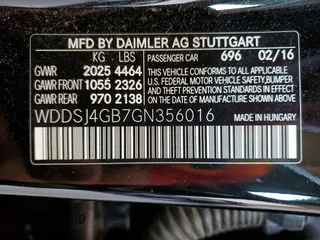 MFD BY DAIMLER AG STUTTGART
KG LBS PASSENGER CAR 696 02/16
GVWR 2025 4464 THIS VEHICLE CONFORMS TO ALL
GAWR FRONT 1055 2326 APPLICABLE U.S. FEDERAL MOTOR
GAWR REAR 970 2138 VEHICLE SAFETY, BUMPER, AND
WDDSJ4GB7GN356016 THEFT PREVENTION STANDARDS
IN EFFECT ON THE DATE OF
MANUFACTURE SHOWN ABOVE.
MADE IN HUNGARY